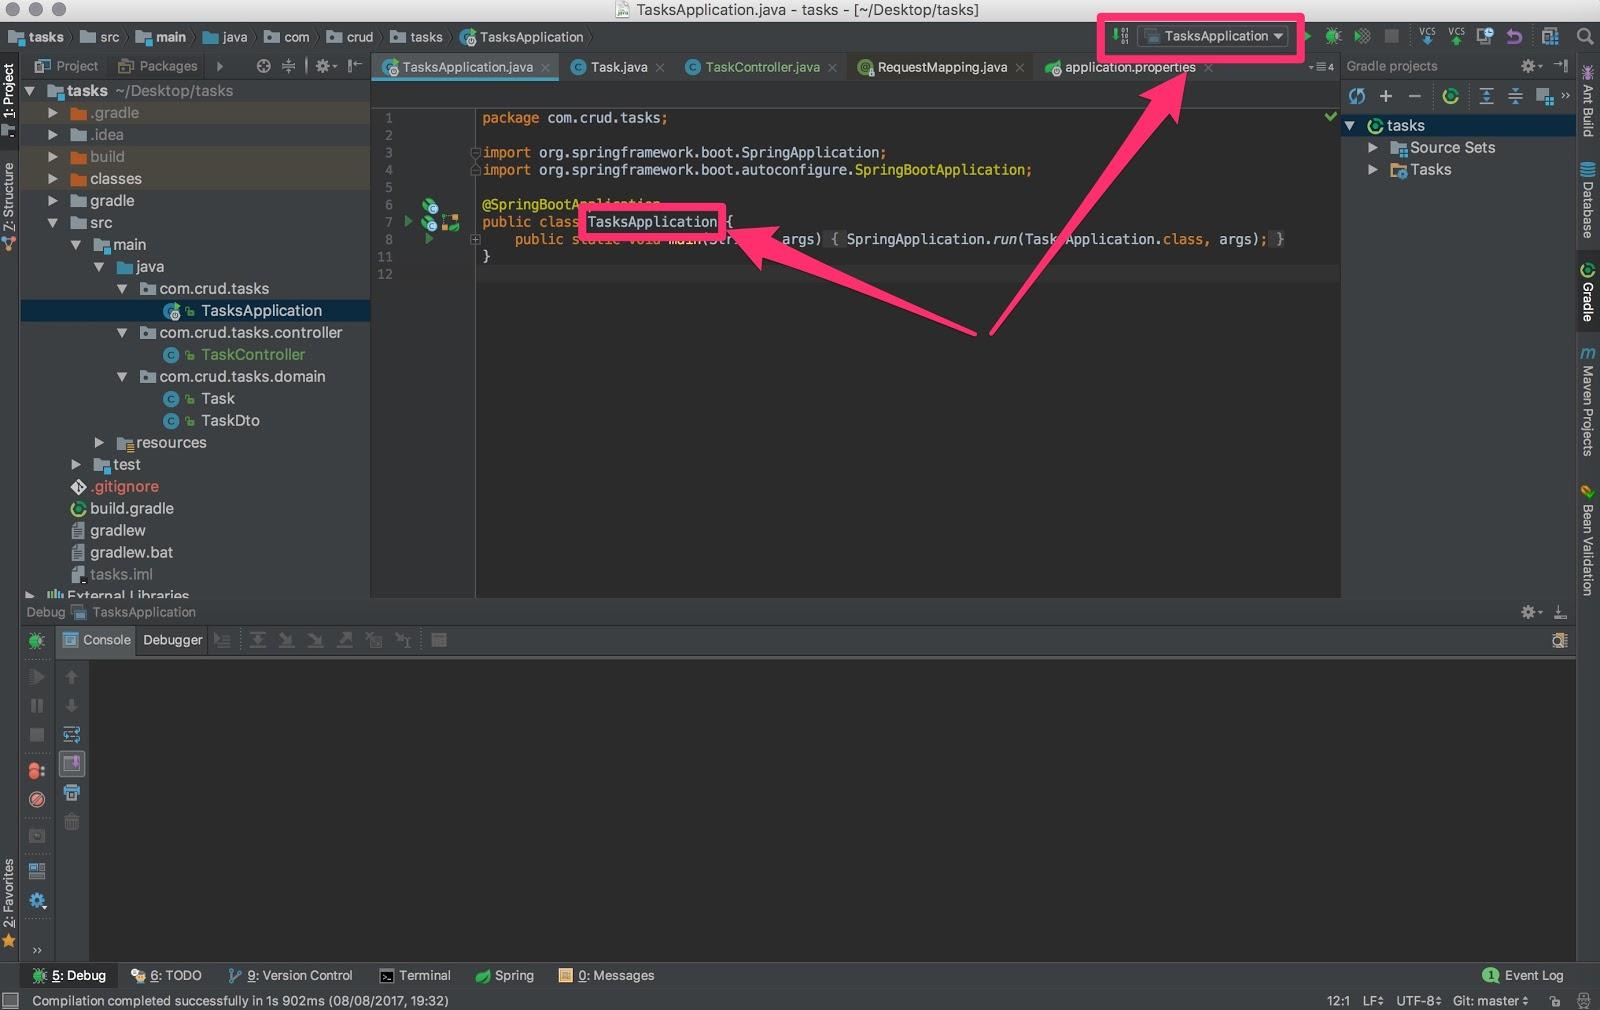 TasksApplication.java - tasks - [~/Desktop/tasks]
tasks src main java com crud tasks TasksApplication
TasksApplication
VCS VCS
Project Packages
TasksApplication.java Task.java TaskController.java RequestMapping.java application.properties
4
Gradle projects
1: Project
Z: Structure
2: Favorites
tasks ~/Desktop/tasks
.gradle
.idea
build
classes
gradle
src
main
java
com.crud.tasks
TasksApplication
com.crud.tasks.controller
TaskController
com.crud.tasks.domain
Task
TaskDto
resources
test
.gitignore
build.gradle
gradlew
gradlew.bat
tasks.iml
External Libraries
1 package com.crud.tasks;
2
3 import org.springframework.boot.SpringApplication;
4 import org.springframework.boot.autoconfigure.SpringBootApplication;
5
6 @SpringBootApplication
7 public class TasksApplication {
8 public static void main(String[] args) { SpringApplication.run(TasksApplication.class, args); }
11 }
12
tasks
Source Sets
Tasks
Ant Build
Database
Gradle
m Maven Projects
Bean Validation
Debug TasksApplication
Console Debugger
5: Debug 6: TODO 9: Version Control Terminal Spring 0: Messages
1 Event Log
Compilation completed successfully in 1s 902ms (08/08/2017, 19:32)
12:1 LF UTF-8 Git: master